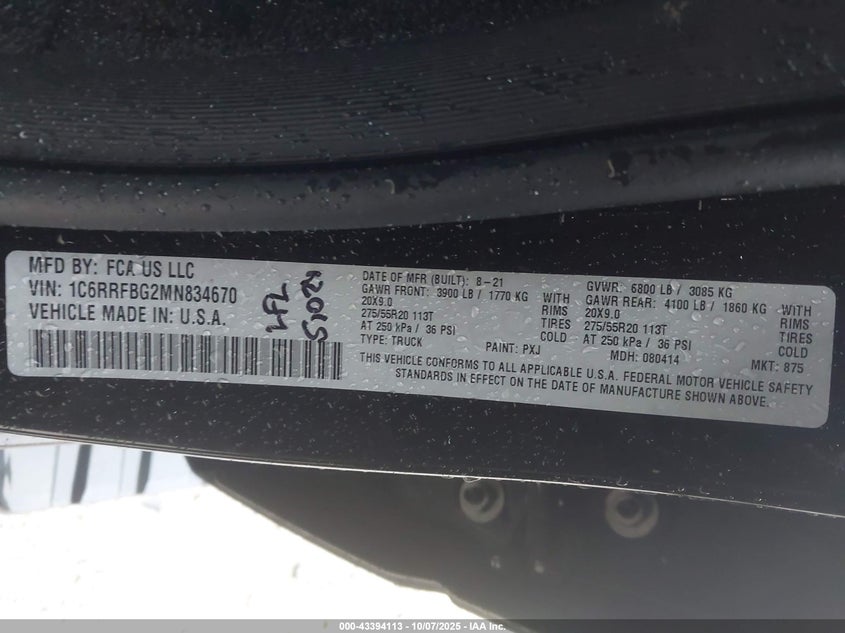 MFD BY: FCA US LLC
VIN: 1C6RRFBG2MN834670
VEHICLE MADE IN: U.S.A.
LFL
51021
DATE OF MFR (BUILT): 8-21
GAWR FRONT: 3900 LB / 1770 KG WITH
20X9.0 RIMS
275/55R20 113T TIRES
AT 250 kPa / 36 PSI COLD
TYPE: TRUCK
PAINT: PXJ
GVWR: 6800 LB / 3085 KG
GAWR REAR: 4100 LB / 1860 KG WITH
20X9.0 RIMS
275/55R20 113T TIRES
AT 250 kPa / 36 PSI COLD
MDH: 080414
MKT: 875
THIS VEHICLE CONFORMS TO ALL APPLICABLE U.S.A. FEDERAL MOTOR VEHICLE SAFETY
STANDARDS IN EFFECT ON THE DATE OF MANUFACTURE SHOWN ABOVE.
000-43394113 - 10/07/2025 - IAA Inc.